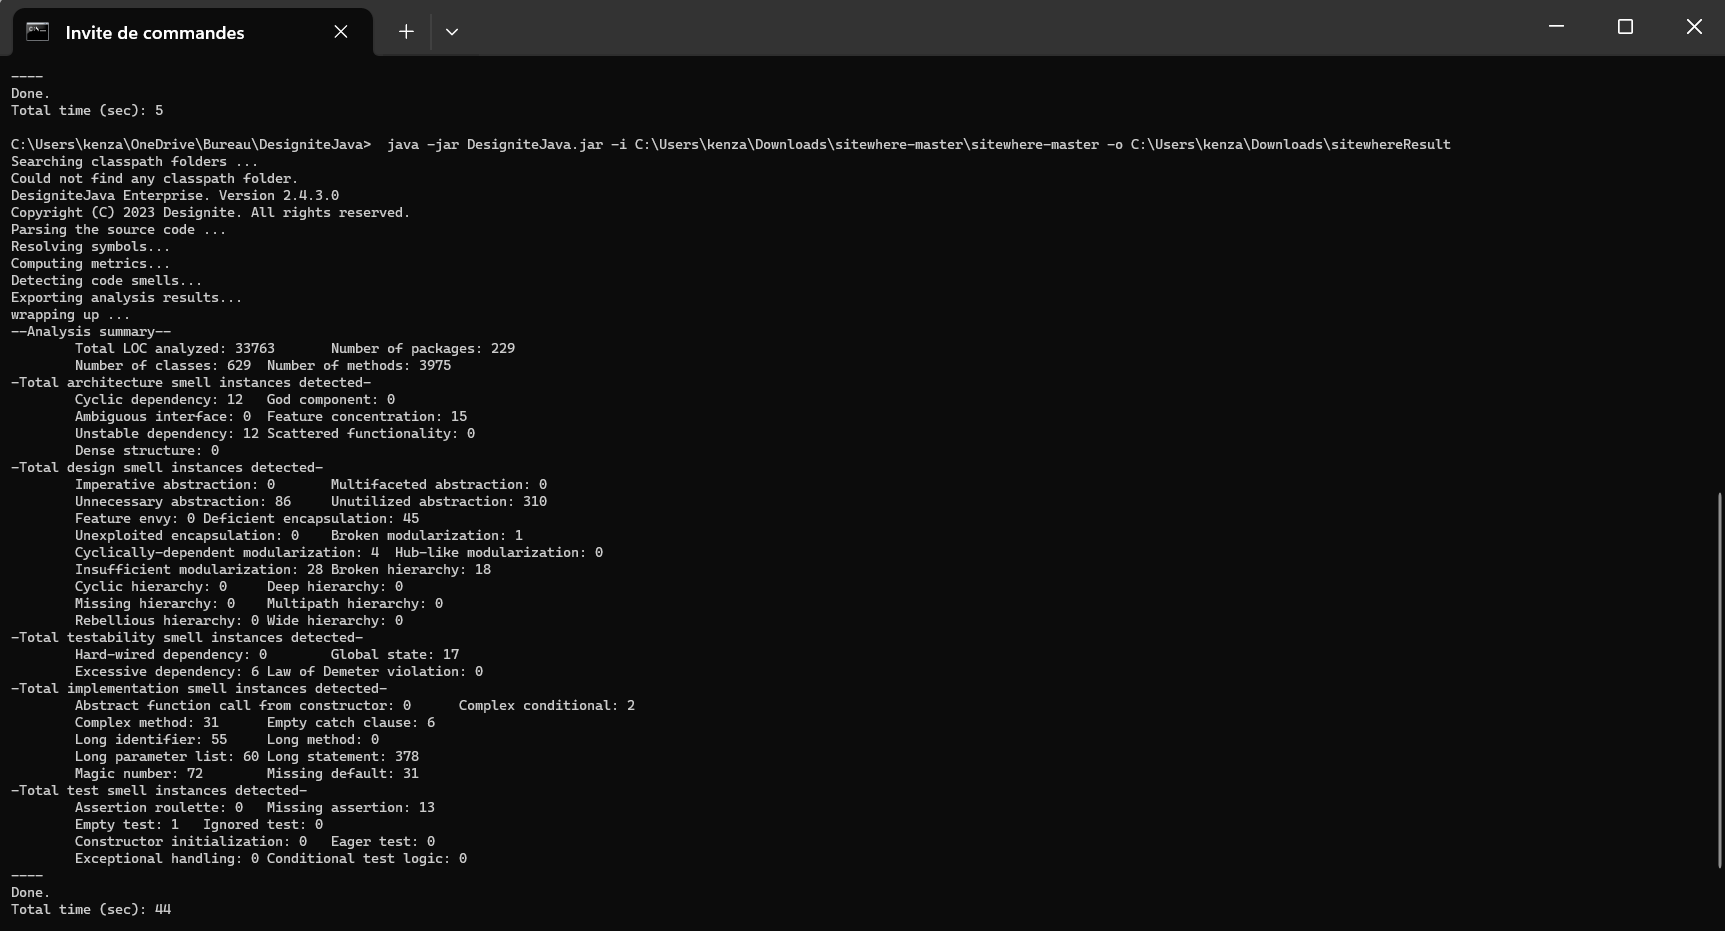 Invite de commandes
----
Done.
Total time (sec): 5
C:\Users\kenza\OneDrive\Bureau\DesigniteJava>  java -jar DesigniteJava.jar -i C:\Users\kenza\Downloads\sitewhere-master\sitewhere-master -o C:\Users\kenza\Downloads\sitewhereResult
Searching classpath folders ...
Could not find any classpath folder.
DesigniteJava Enterprise. Version 2.4.3.0
Copyright (C) 2023 Designite. All rights reserved.
Parsing the source code ...
Resolving symbols...
Computing metrics...
Detecting code smells...
Exporting analysis results...
wrapping up ...
--Analysis summary--
Total LOC analyzed: 33763 Number of packages: 229
Number of classes: 629 Number of methods: 3975
-Total architecture smell instances detected-
Cyclic dependency: 12 God component: 0
Ambiguous interface: 0 Feature concentration: 15
Unstable dependency: 12 Scattered functionality: 0
Dense structure: 0
-Total design smell instances detected-
Imperative abstraction: 0 Multifaceted abstraction: 0
Unnecessary abstraction: 86 Unutilized abstraction: 310
Feature envy: 0 Deficient encapsulation: 45
Unexploited encapsulation: 0 Broken modularization: 1
Cyclically-dependent modularization: 4 Hub-like modularization: 0
Insufficient modularization: 28 Broken hierarchy: 18
Cyclic hierarchy: 0 Deep hierarchy: 0
Missing hierarchy: 0 Multipath hierarchy: 0
Rebellious hierarchy: 0 Wide hierarchy: 0
-Total testability smell instances detected-
Hard-wired dependency: 0 Global state: 17
Excessive dependency: 6 Law of Demeter violation: 0
-Total implementation smell instances detected-
Abstract function call from constructor: 0 Complex conditional: 2
Complex method: 31 Empty catch clause: 6
Long identifier: 55 Long method: 0
Long parameter list: 60 Long statement: 378
Magic number: 72 Missing default: 31
-Total test smell instances detected-
Assertion roulette: 0 Missing assertion: 13
Empty test: 1 Ignored test: 0
Constructor initialization: 0 Eager test: 0
Exceptional handling: 0 Conditional test logic: 0
----
Done.
Total time (sec): 44